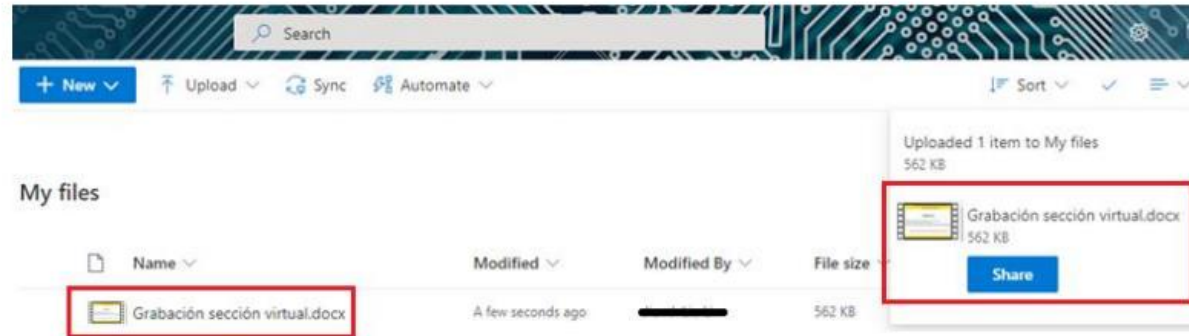 Search
+ New Upload Sync Automate Sort
Uploaded 1 item to My files
562 KB
My files
Grabación sección virtual.docx
562 KB
Share
Name Modified Modified By File size
Grabación sección virtual.docx A few seconds ago 562 KB